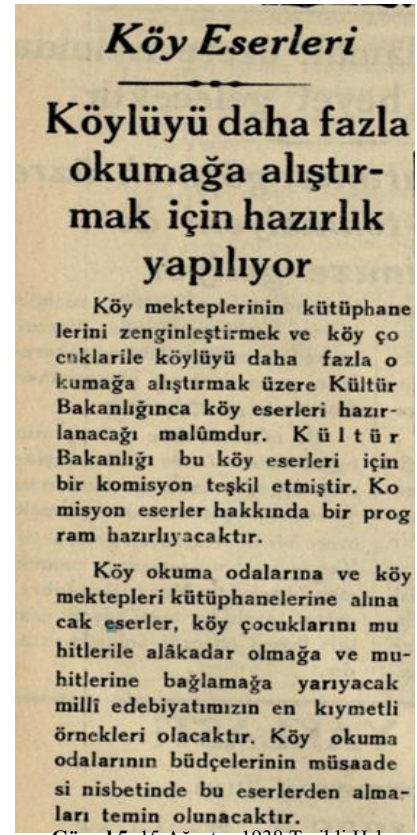 Köy Eserleri
Köylüyü daha fazla
okumağa alıştır-
mak için hazırlık
yapılıyor
Köy mekteplerinin kütüphane
lerini zenginleştirmek ve köy ço
cuklarile köylüyü daha fazla o
kumağa alıştırmak üzere Kültür
Bakanlığınca köy eserleri hazır-
lanacağı malûmdur. Kültür
Bakanlığı bu köy eserleri için
bir komisyon teşkil etmiştir. Ko
misyon eserler hakkında bir prog
ram hazırlıyacaktır.
Köy okuma odalarına ve köy
mektepleri kütüphanelerine alına
cak eserler, köy çocuklarını mu
hitlerile alâkadar olmağa ve mu-
hitlerine bağlamağa yarıyacak
millî edebiyatımızın en kıymetli
örnekleri olacaktır. Köy okuma
odalarının büdçelerinin müsaade
si nisbetinde bu eserlerden alma-
ları temin olunacaktır.
15 Ağustos 1938 Tarihli